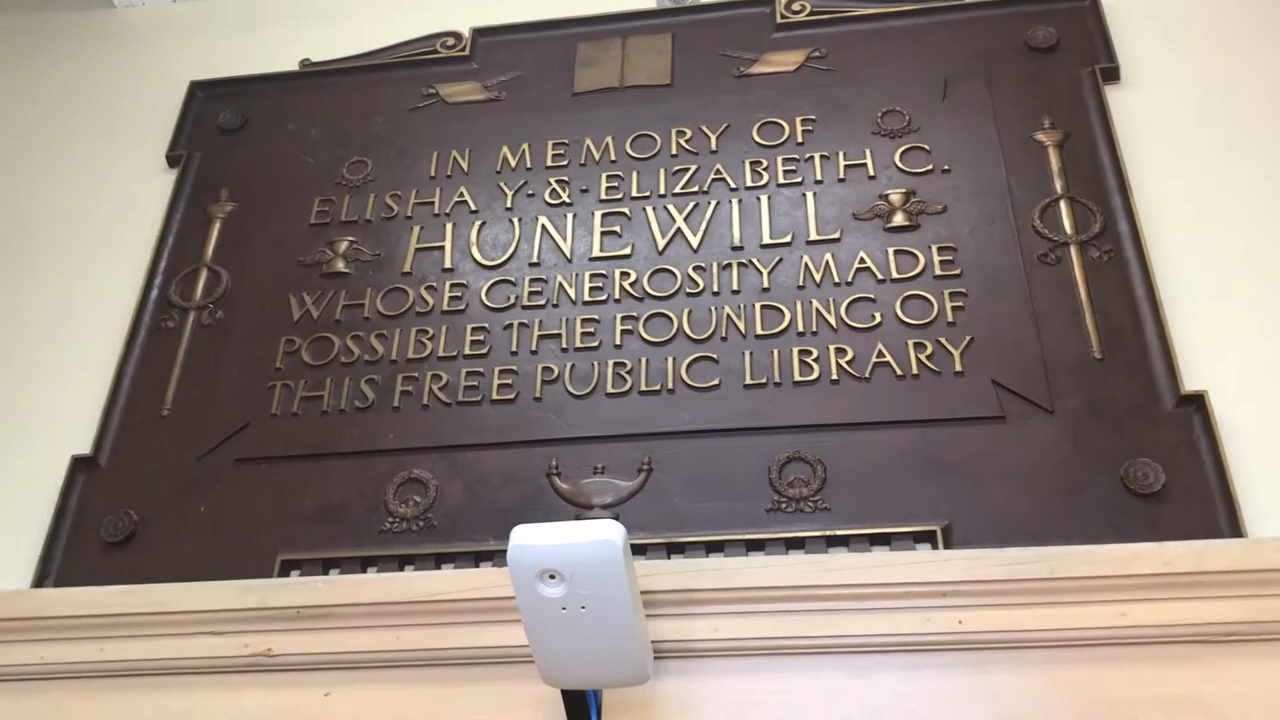 IN MEMORY OF
ELISHA Y·&·ELIZABETH C.
HUNEWILL
WHOSE GENEROSITY MADE
POSSIBLE THE FOUNDING OF
THIS FREE PUBLIC LIBRARY